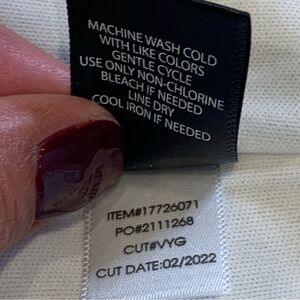 MACHINE WASH COLD
WITH LIKE COLORS
GENTLE CYCLE
USE ONLY NON-CHLORINE
BLEACH IF NEEDED
LINE DRY
COOL IRON IF NEEDED
ITEM#17726071
PO#2111268
CUT#VYG
CUT DATE:02/2022